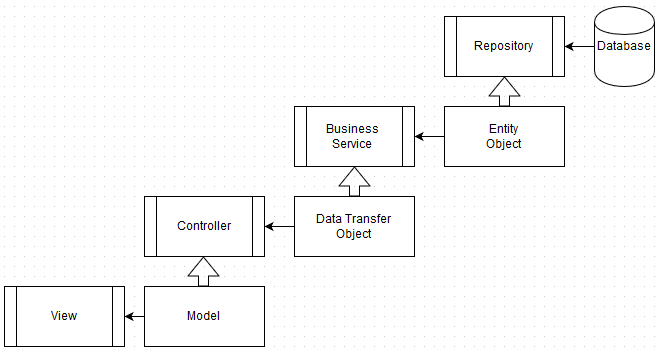 Repository
Database
Business
Service
Entity
Object
Controller
Data Transfer
Object
View
Model